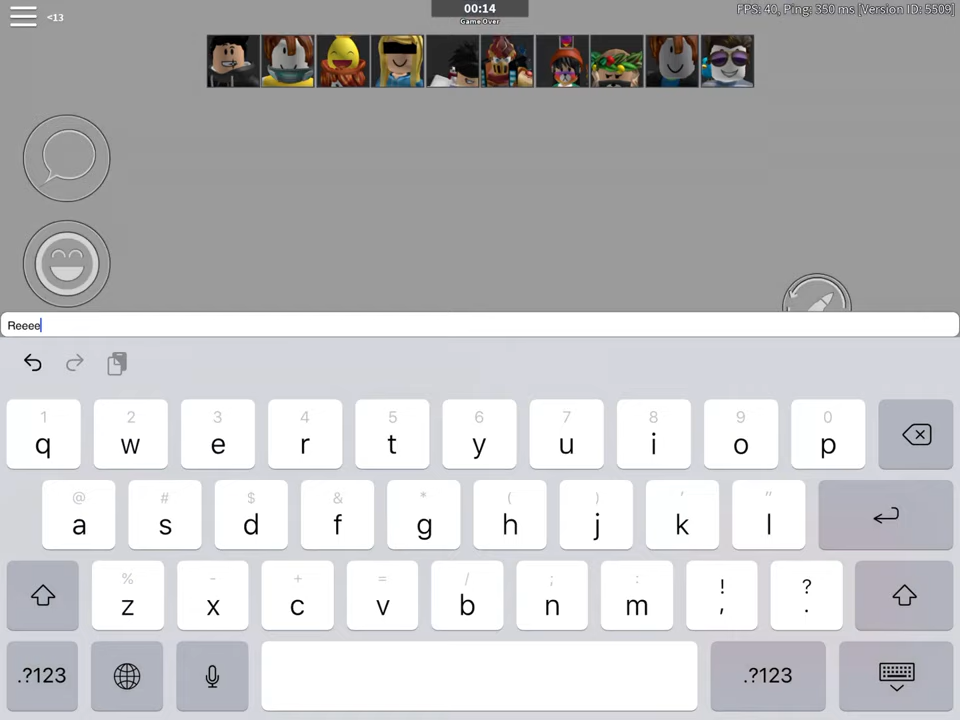 <13
00:14
Game Over
FPS: 40, Ping: 350 ms [Version ID: 5509]
Reeee
1 2 3 4 5 6 7 8 9 0
q w e r t y u i o p
@ # $ & * ( ) ' "
a s d f g h j k l
% - + = / ; : ! ?
z x c v b n m , .
.?123 .?123